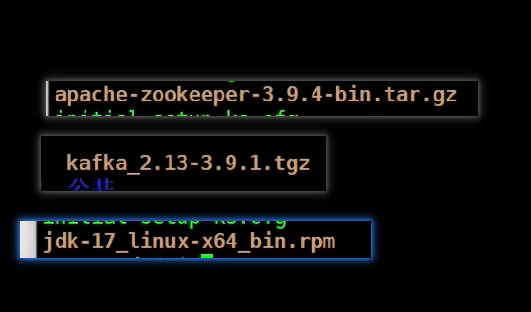 apache-zookeeper-3.9.4-bin.tar.gz
kafka_2.13-3.9.1.tgz
jdk-17_linux-x64_bin.rpm